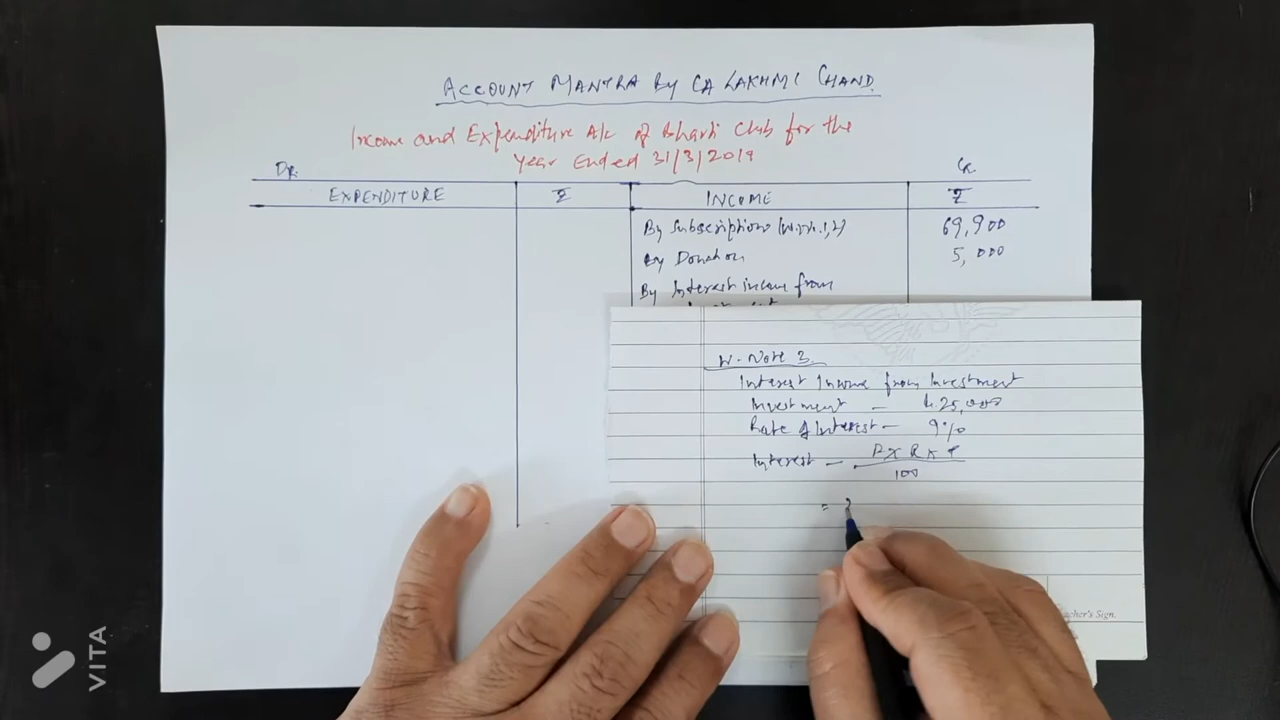 ACCOUNT MANTRA By CA LAKHMI CHAND.
Income and Expenditure A/c of Bharti Club for the
Year Ended 31/3/2019
Dr. Cr
EXPENDITURE ₹ INCOME ₹
By Subscriptions (W.N. 1,2) 69,900
By Donation 5,000
By Interest income from
W. Note 3.
Interest Income from Investment
Investment - 25,000
Rate of Interest - 9%
Interest - P X R X T
100
=
Teacher's Sign.
VITA